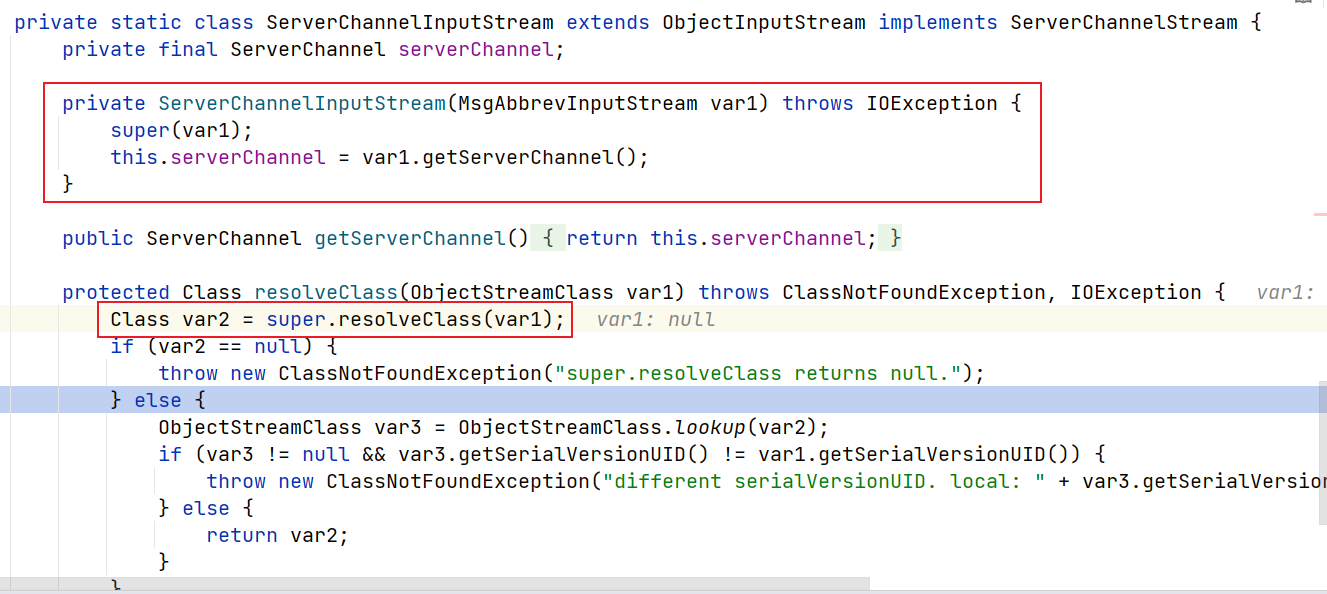 private static class ServerChannelInputStream extends ObjectInputStream implements ServerChannelStream {
    private final ServerChannel serverChannel;
    private ServerChannelInputStream(MsgAbbrevInputStream var1) throws IOException {
        super(var1);
        this.serverChannel = var1.getServerChannel();
    }
    public ServerChannel getServerChannel() { return this.serverChannel; }
    protected Class resolveClass(ObjectStreamClass var1) throws ClassNotFoundException, IOException {   var1:
        Class var2 = super.resolveClass(var1);   var1: null
        if (var2 == null) {
            throw new ClassNotFoundException("super.resolveClass returns null.");
        } else {
            ObjectStreamClass var3 = ObjectStreamClass.lookup(var2);
            if (var3 != null && var3.getSerialVersionUID() != var1.getSerialVersionUID()) {
                throw new ClassNotFoundException("different serialVersionUID. local: " + var3.getSerialVersion
            } else {
                return var2;
            }
        }